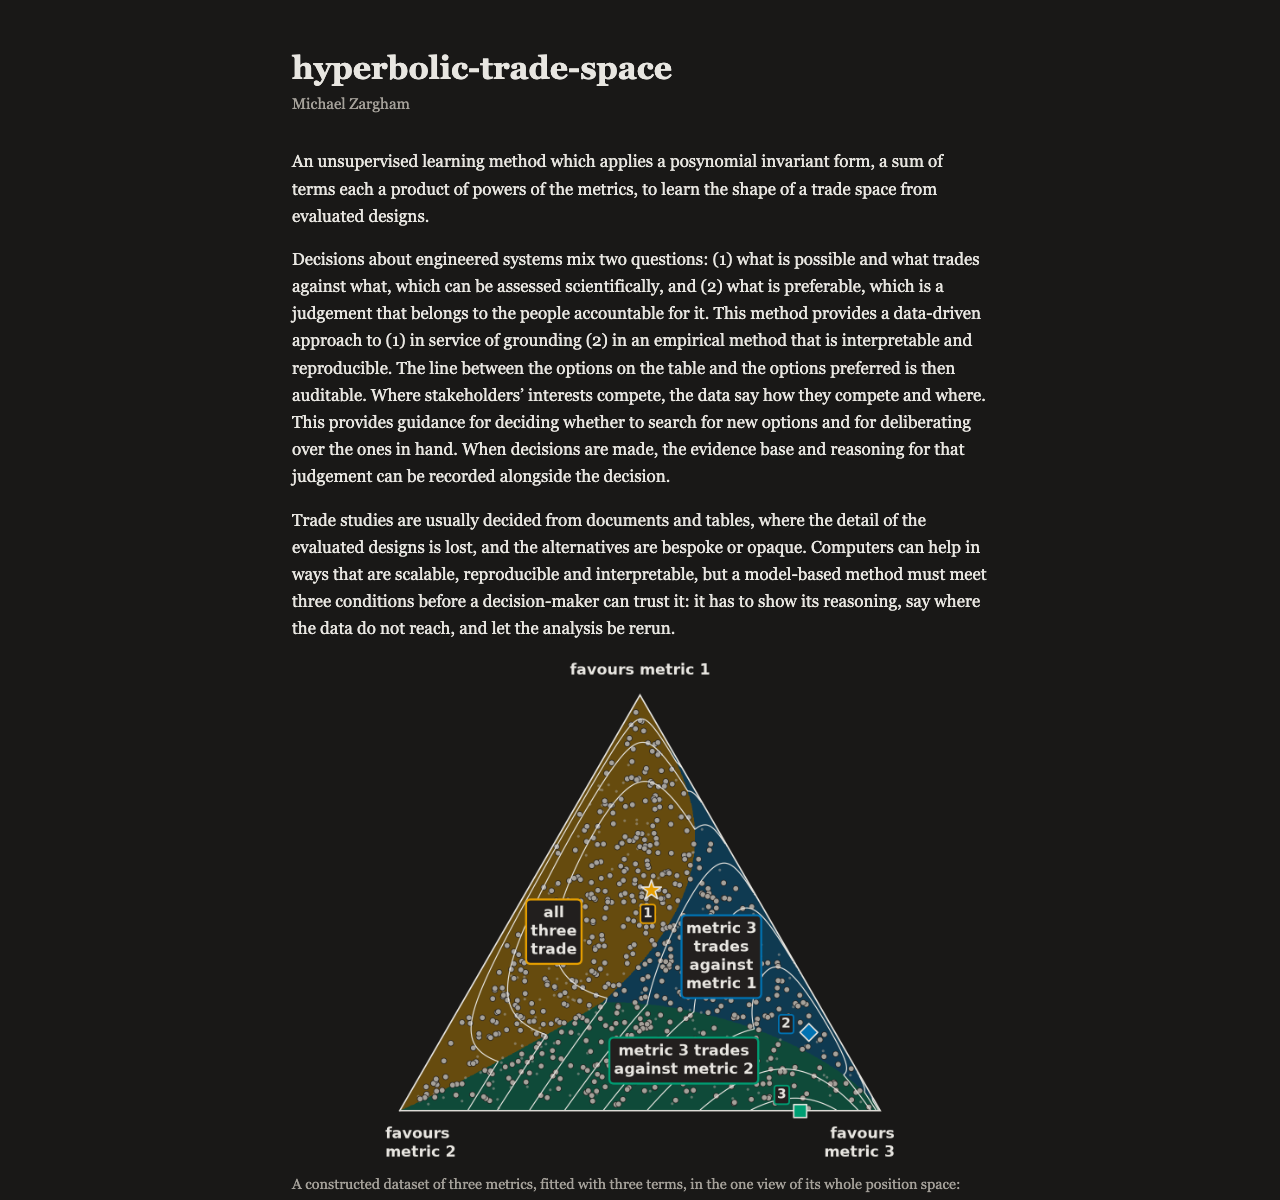 hyperbolic-trade-space
Michael Zargham
An unsupervised learning method which applies a posynomial invariant form, a sum of
terms each a product of powers of the metrics, to learn the shape of a trade space from
evaluated designs.
Decisions about engineered systems mix two questions: (1) what is possible and what trades
against what, which can be assessed scientifically, and (2) what is preferable, which is a
judgement that belongs to the people accountable for it. This method provides a data-driven
approach to (1) in service of grounding (2) in an empirical method that is interpretable and
reproducible. The line between the options on the table and the options preferred is then
auditable. Where stakeholders’ interests compete, the data say how they compete and where.
This provides guidance for deciding whether to search for new options and for deliberating
over the ones in hand. When decisions are made, the evidence base and reasoning for that
judgement can be recorded alongside the decision.
Trade studies are usually decided from documents and tables, where the detail of the
evaluated designs is lost, and the alternatives are bespoke or opaque. Computers can help in
ways that are scalable, reproducible and interpretable, but a model-based method must meet
three conditions before a decision-maker can trust it: it has to show its reasoning, say where
the data do not reach, and let the analysis be rerun.
favours metric 1
all
three
trade
1
metric 3
trades
against
metric 1
2
metric 3 trades
against metric 2
3
favours
metric 2
favours
metric 3
A constructed dataset of three metrics, fitted with three terms, in the one view of its whole position space: